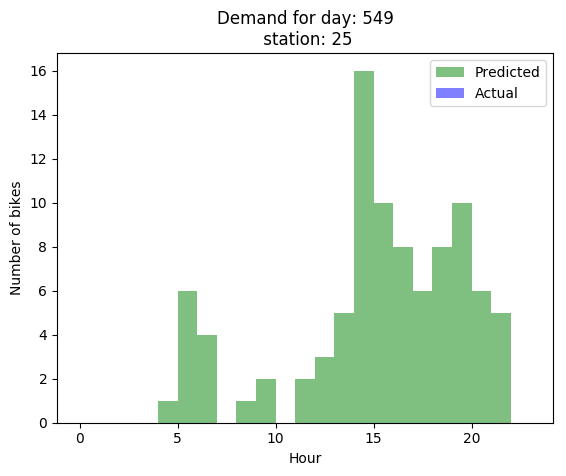 Demand for day: 549
station: 25
Predicted
Actual
Number of bikes
16
14
12
10
8
6
4
2
0
0 5 10 15 20
Hour